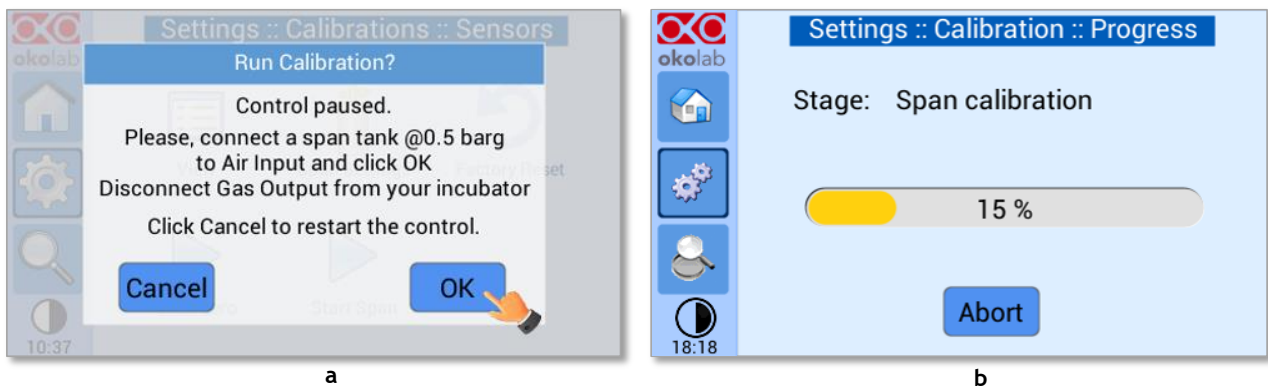 Settings :: Calibrations :: Sensors
okolab
Run Calibration?
Control paused.
Please, connect a span tank @0.5 barg
to Air Input and click OK
Disconnect Gas Output from your incubator
Click Cancel to restart the control.
Cancel
OK
Start Span
10:37
a
Settings :: Calibration :: Progress
okolab
Stage: Span calibration
15 %
Abort
18:18
b